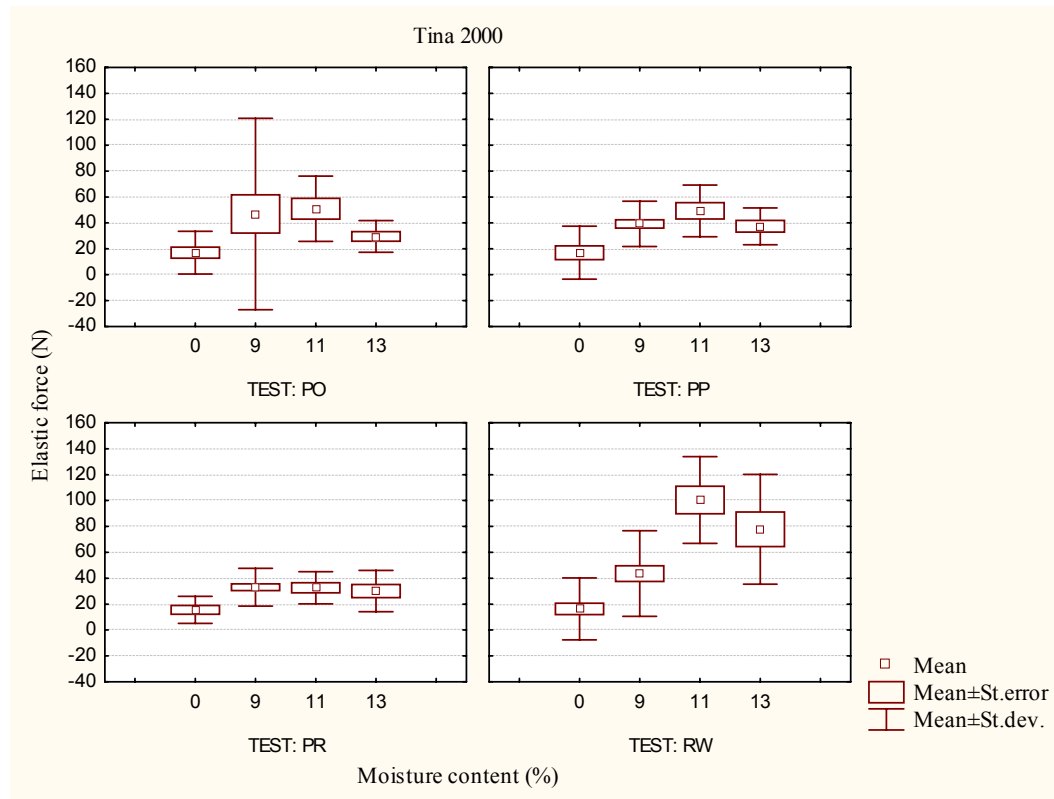 Tina 2000
Elastic force (N)
160
140
120
100
80
60
40
20
0
-20
-40
0 9 11 13
TEST: PO
0 9 11 13
TEST: PP
160
140
120
100
80
60
40
20
0
-20
-40
0 9 11 13
TEST: PR
0 9 11 13
TEST: RW
Moisture content (%)
Mean
Mean±St.error
Mean±St.dev.